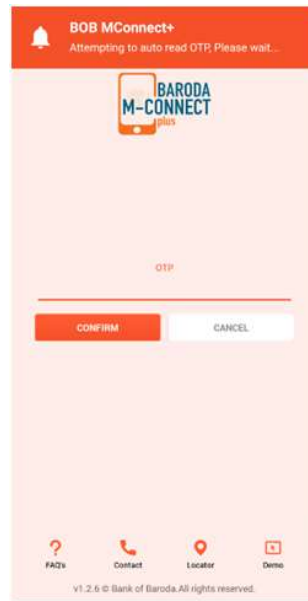 BOB MConnect+
Attempting to auto read OTP, Please wait...
BARODA
M-CONNECT
plus
OTP
CONFIRM CANCEL
FAQ's Contact Locator Demo
v1.2.6 © Bank of Baroda.All rights reserved.